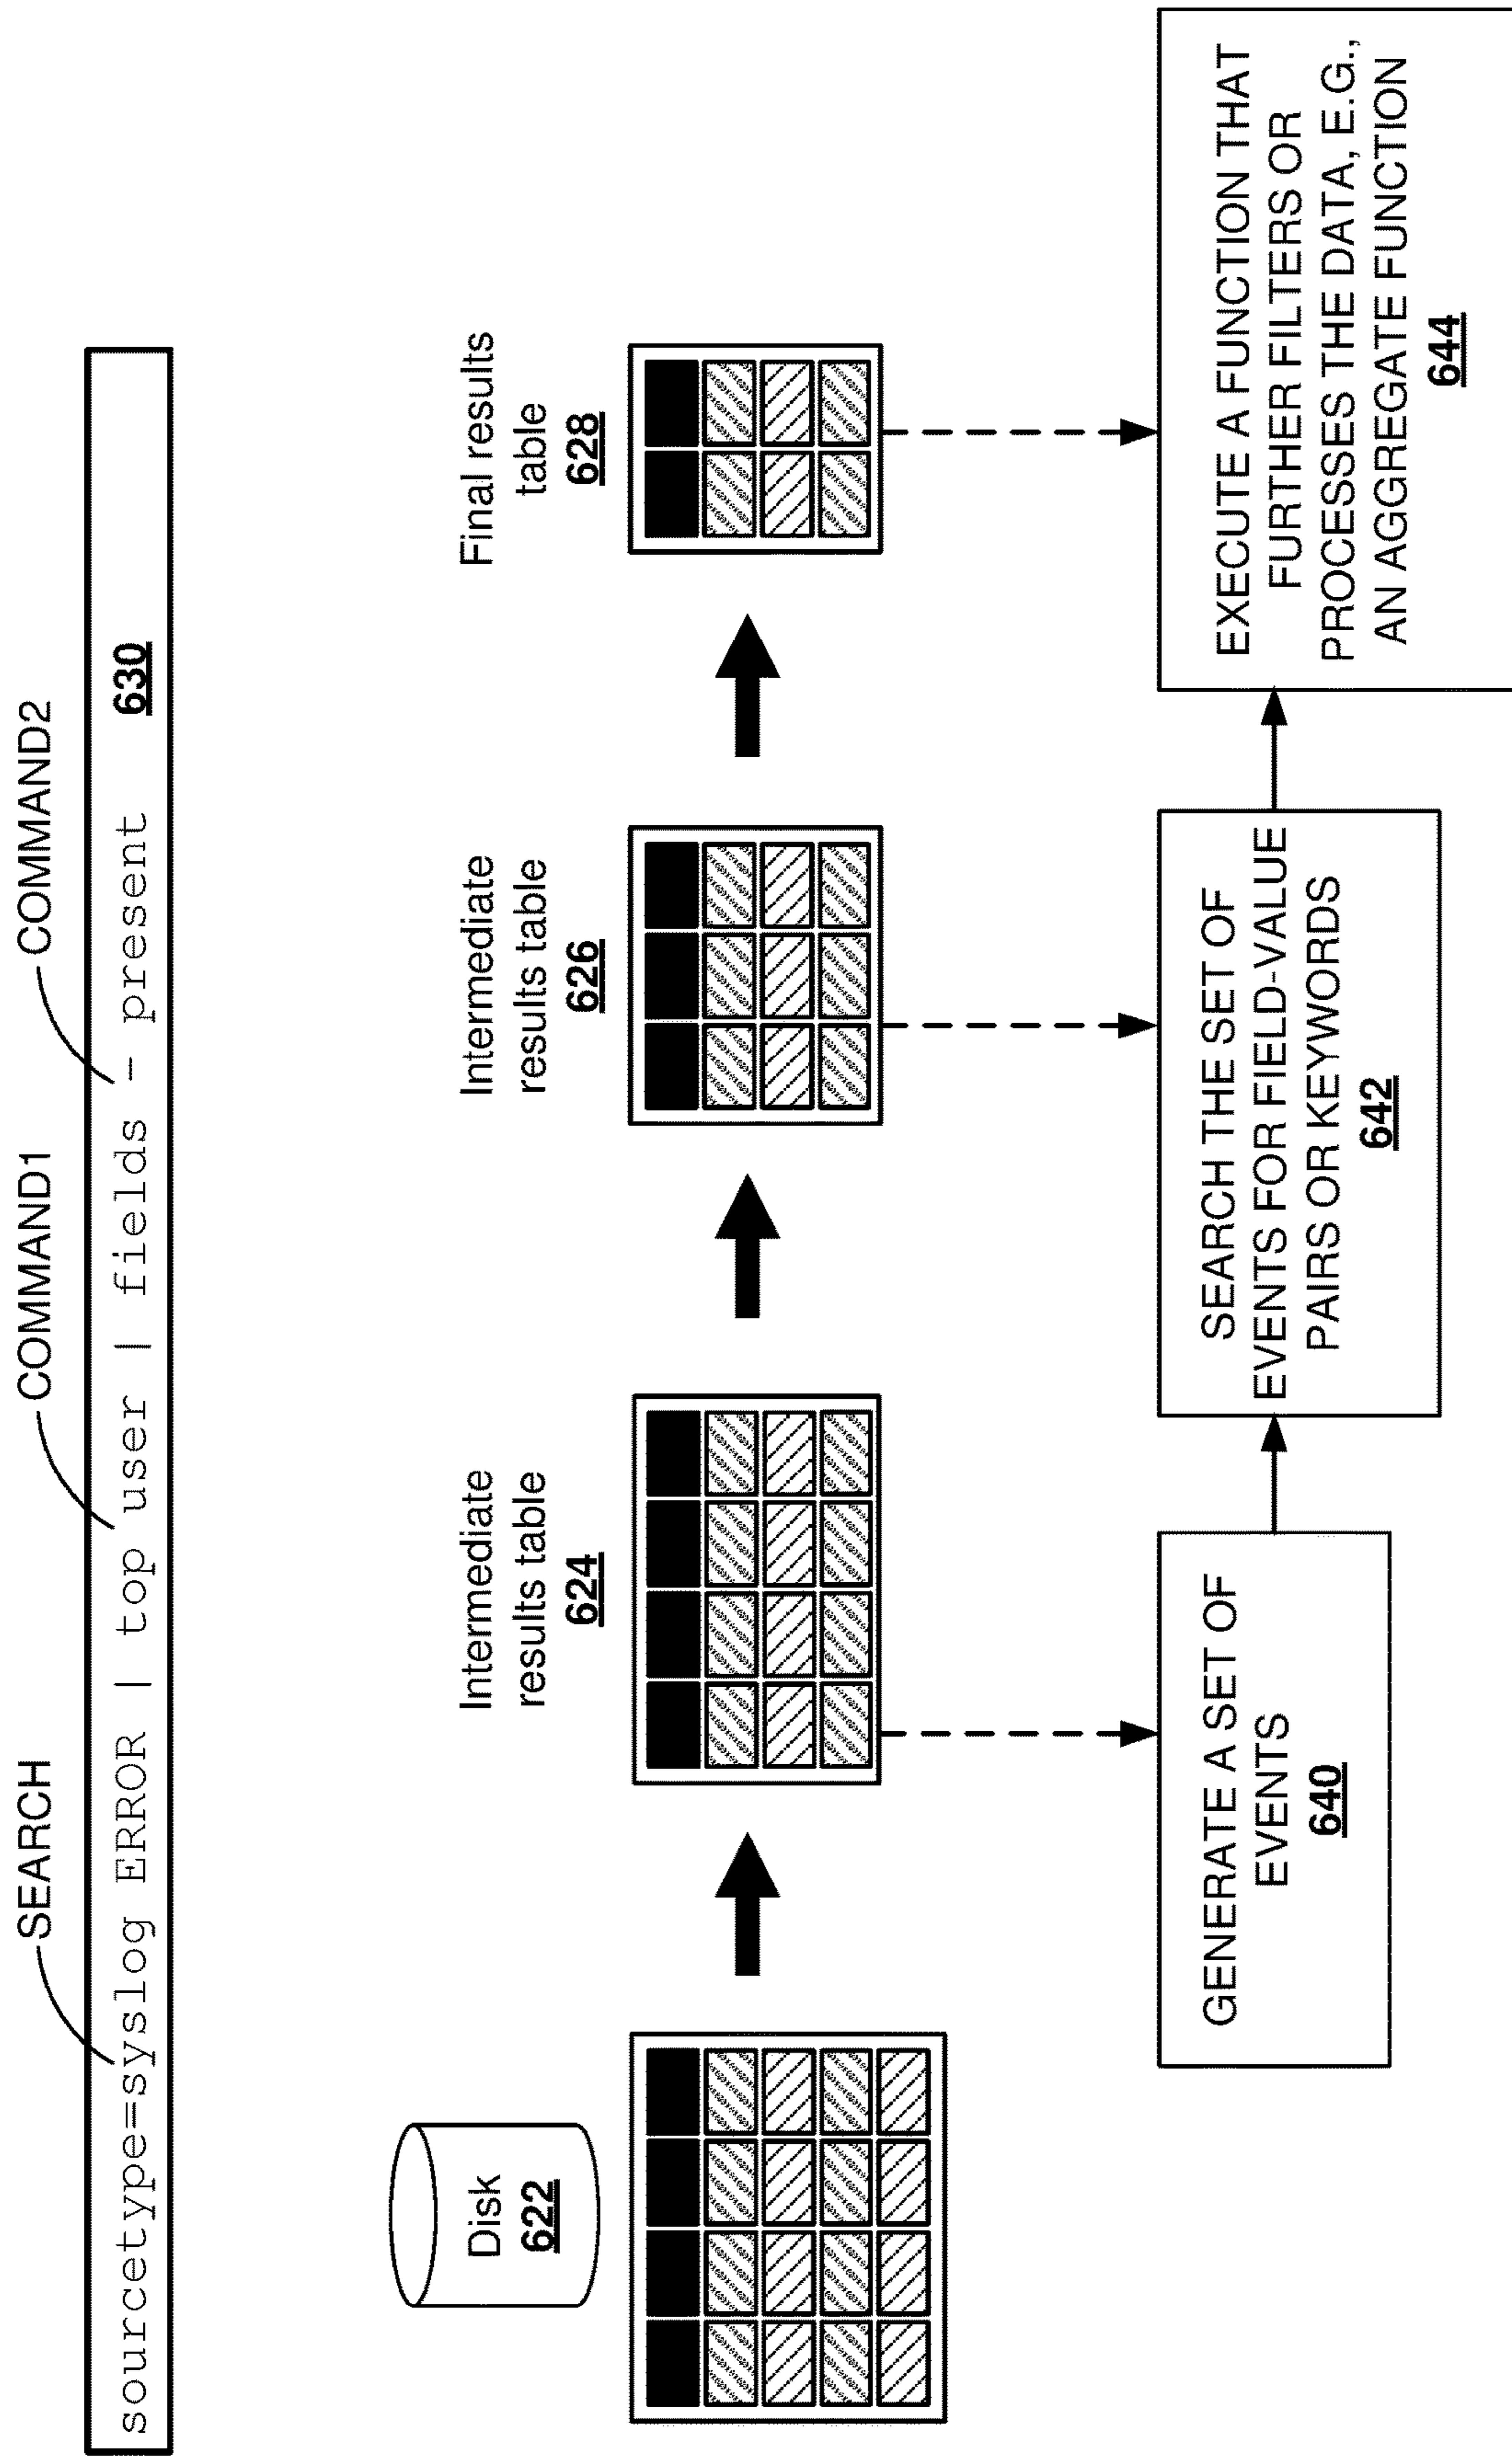 SEARCH
COMMAND1
COMMAND2
sourcetype=syslog ERROR | top user | fields – present 630
Disk
622
Intermediate
results table
624
Intermediate
results table
626
Final results
table
628
GENERATE A SET OF
EVENTS
640
SEARCH THE SET OF
EVENTS FOR FIELD-VALUE
PAIRS OR KEYWORDS
642
EXECUTE A FUNCTION THAT
FURTHER FILTERS OR
PROCESSES THE DATA, E.G.,
AN AGGREGATE FUNCTION
644